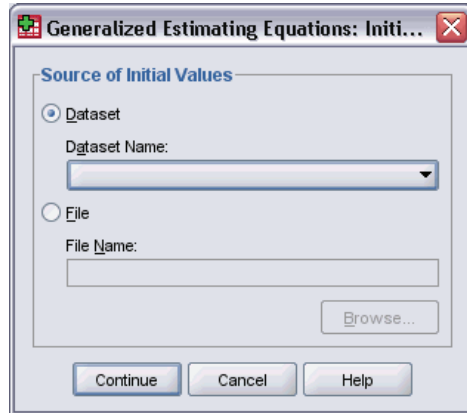 Generalized Estimating Equations: Initi...
Source of Initial Values
Dataset
Dataset Name:
File
File Name:
Browse...
Continue Cancel Help